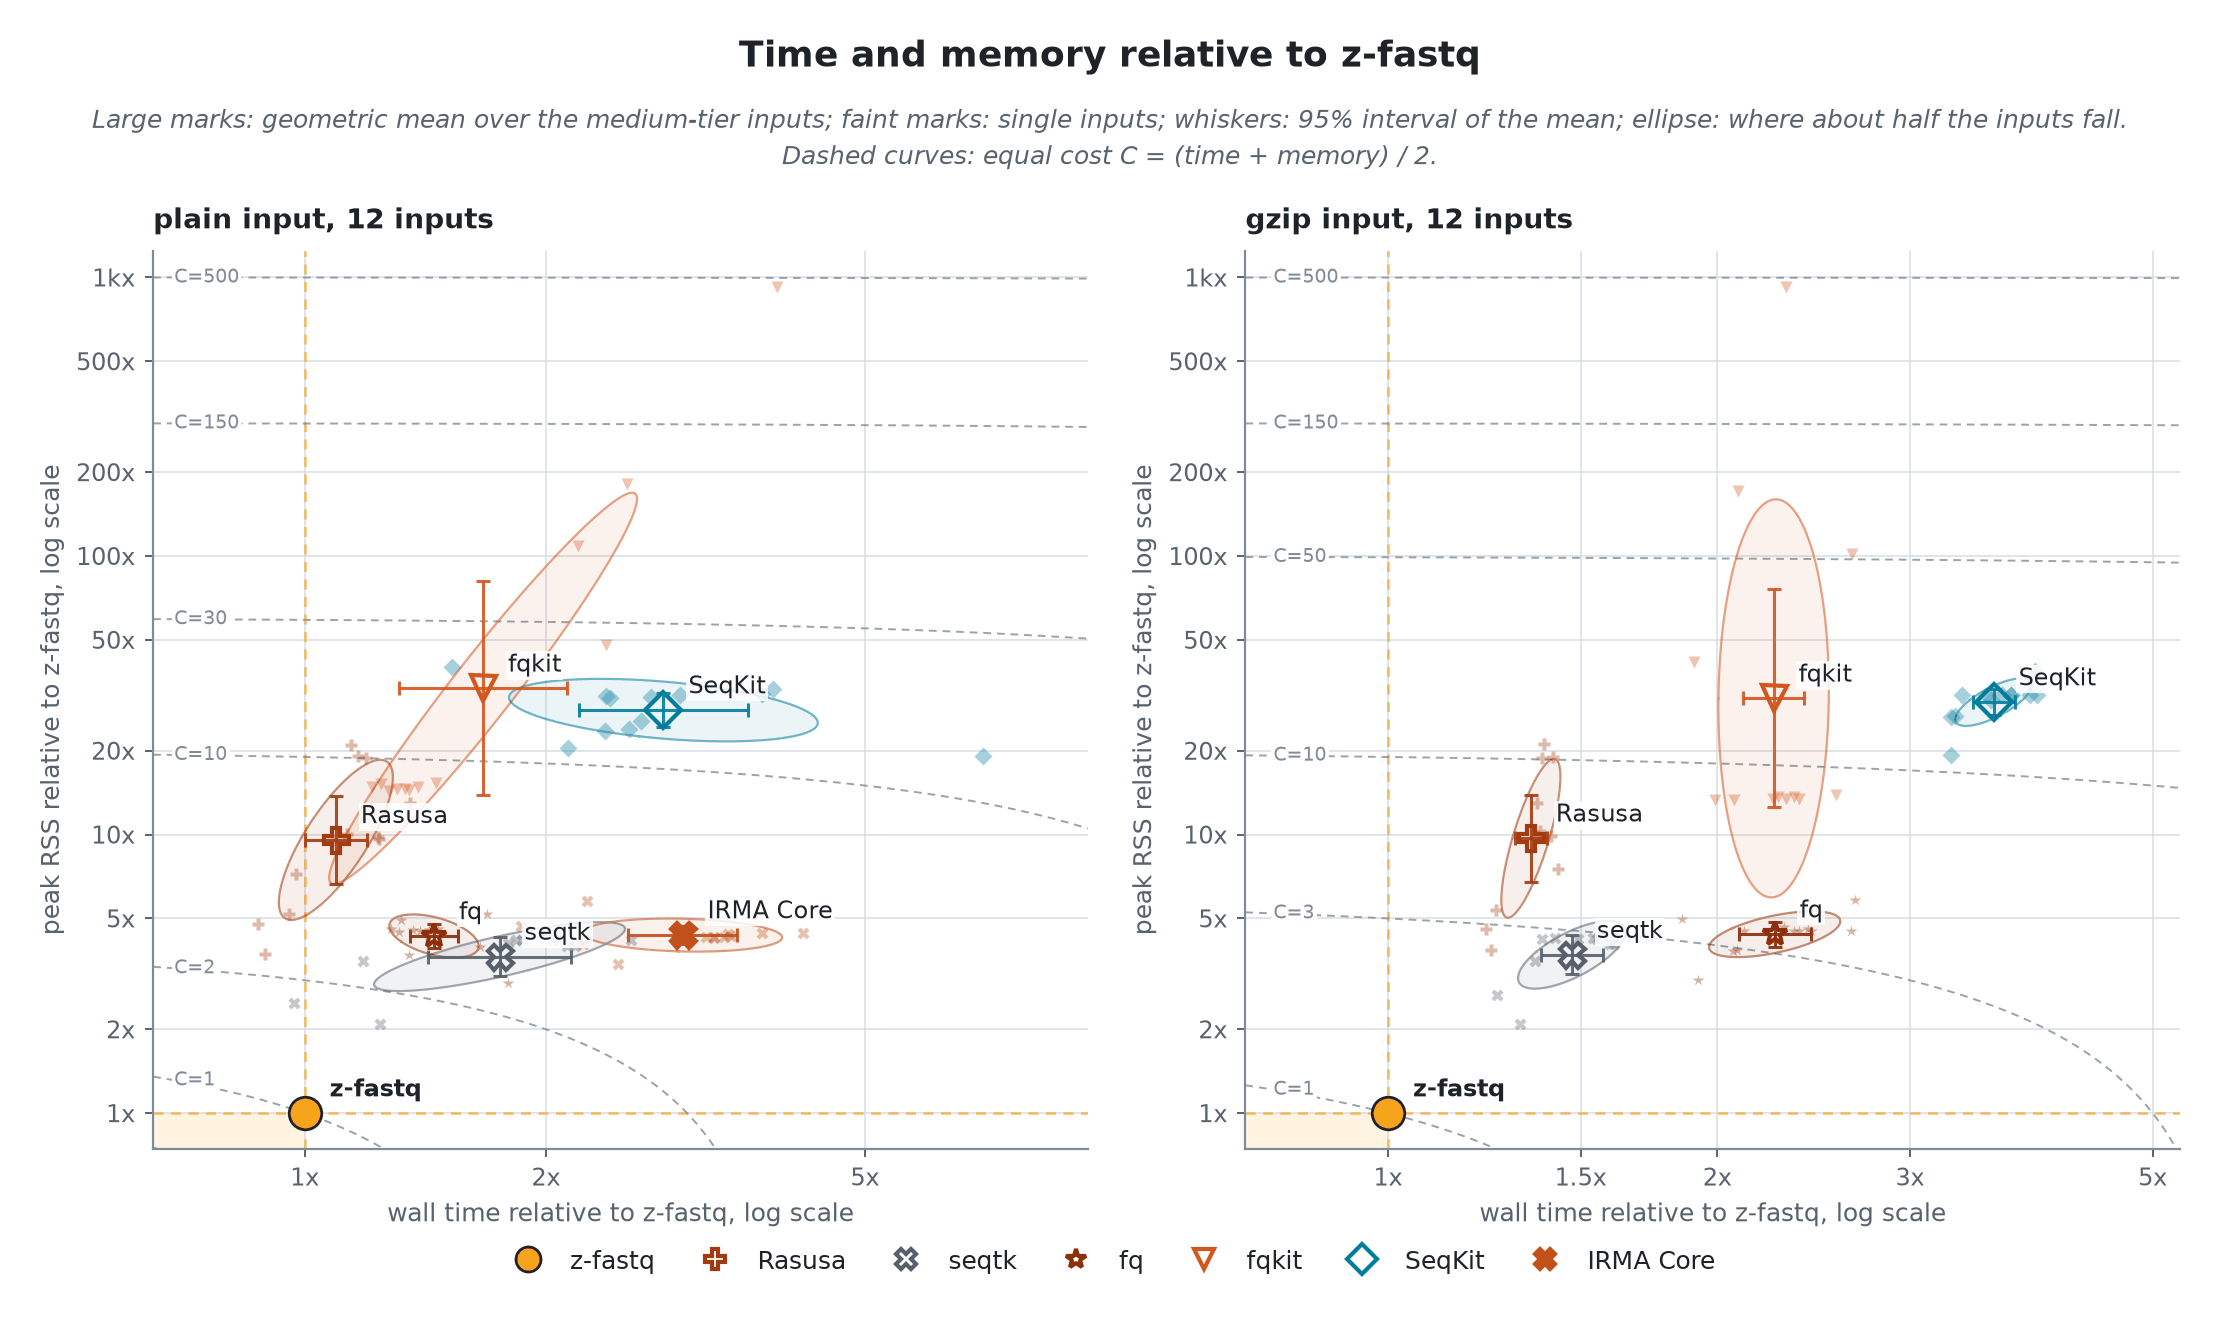 Time and memory relative to z-fastq
Large marks: geometric mean over the medium-tier inputs; faint marks: single inputs; whiskers: 95% interval of the mean; ellipse: where about half the inputs fall.
Dashed curves: equal cost C = (time + memory) / 2.
plain input, 12 inputs
peak RSS relative to z-fastq, log scale
1kx
500x
200x
100x
50x
20x
10x
5x
2x
1x
C=500
C=150
C=30
C=10
C=2
C=1
fqkit
SeqKit
Rasusa
fq
seqtk
IRMA Core
z-fastq
1x
2x
5x
wall time relative to z-fastq, log scale
gzip input, 12 inputs
peak RSS relative to z-fastq, log scale
1kx
500x
200x
100x
50x
20x
10x
5x
2x
1x
C=500
C=150
C=50
C=10
C=3
C=1
fqkit
SeqKit
Rasusa
fq
seqtk
z-fastq
1x
1.5x
2x
3x
5x
wall time relative to z-fastq, log scale
z-fastq
Rasusa
seqtk
fq
fqkit
SeqKit
IRMA Core